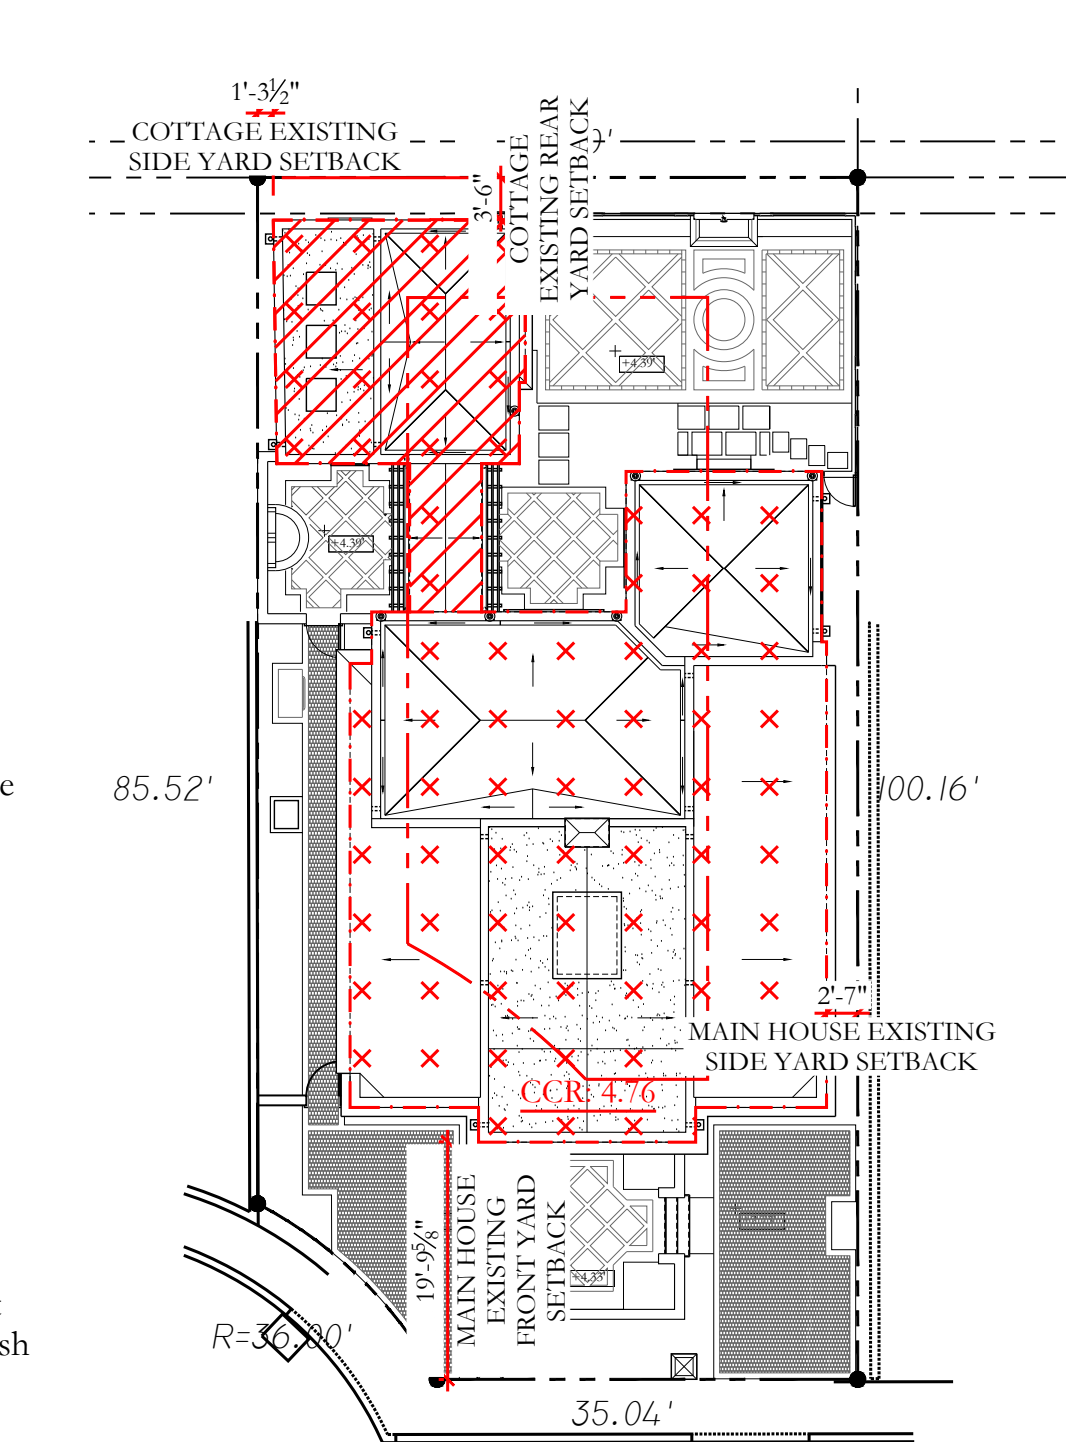 1'-3½"
COTTAGE EXISTING
SIDE YARD SETBACK
3'-6"
COTTAGE
EXISTING REAR
YARD SETBACK
+4.39'
+4.39'
e
85.52'
100.16'
2'-7"
MAIN HOUSE EXISTING
SIDE YARD SETBACK
CCR: 4.76
19'-9⅝"
MAIN HOUSE
EXISTING
FRONT YARD
SETBACK
+4.33'
R=36.00'
sh
35.04'